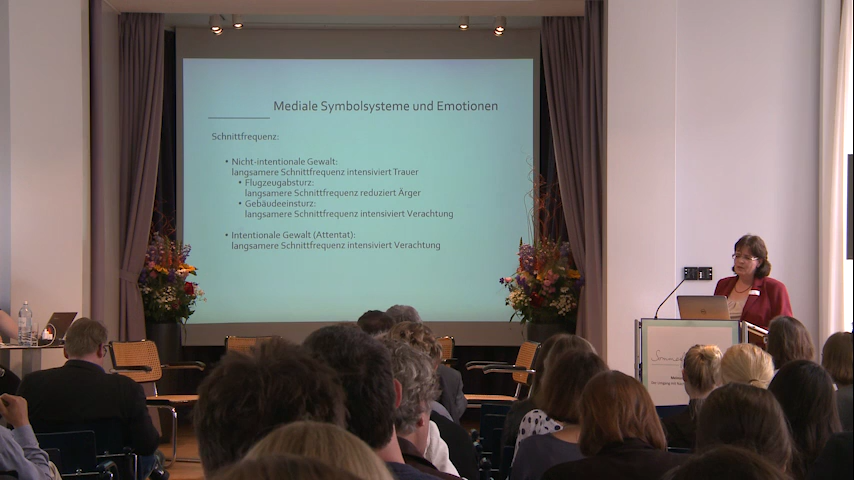 Mediale Symbolsysteme und Emotionen
Schnittfrequenz:
• Nicht-intentionale Gewalt:
langsamere Schnittfrequenz intensiviert Trauer
• Flugzeugabsturz:
langsamere Schnittfrequenz reduziert Ärger
• Gebäudeeinsturz:
langsamere Schnittfrequenz intensiviert Verachtung
• Intentionale Gewalt (Attentat):
langsamere Schnittfrequenz intensiviert Verachtung